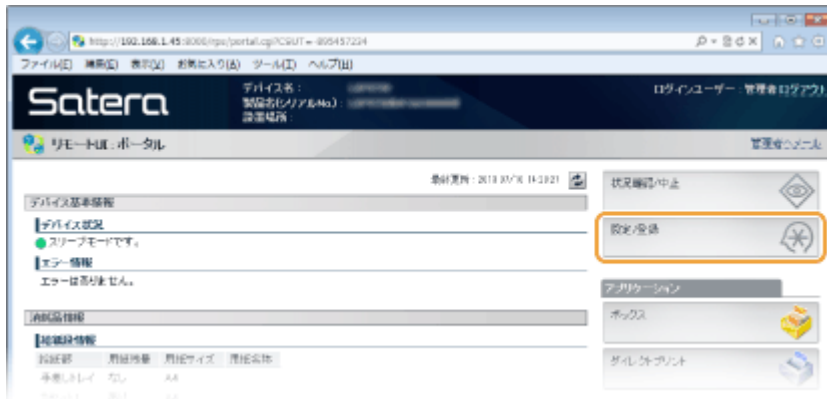 http://192.168.1.45:8000/rps/portal.cgi?CSUT=-895457224
ファイル(E) 編集(E) 表示(V) お気に入り(A) ツール(T) ヘルプ(H)
Satera
デバイス名 :
製品名(シリアルNo.) :
設置場所 :
ログインユーザー : 管理者 ログアウト
リモートUI : ポータル
管理者へメール
最終更新 :
デバイス基本情報
デバイス状況
スリープモードです。
エラー情報
エラーはありません。
消耗品情報
給紙段情報
給紙部 用紙残量 用紙サイズ 用紙名称
手差しトレイ なし A4
状況確認/中止
設定/登録
アプリケーション
ボックス
ダイレクトプリント